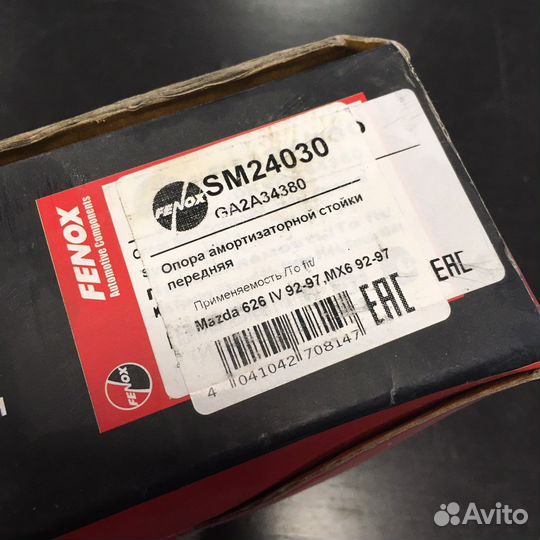 FENOX
Automotive Components
FENOX
FENOX
SM24030
GA2A34380
Опора амортизаторной стойки
передняя
Применяемость /To fit/
Mazda 626 IV 92-97,MX6 92-97
4 041042 708147
EAC
EAC
Avito